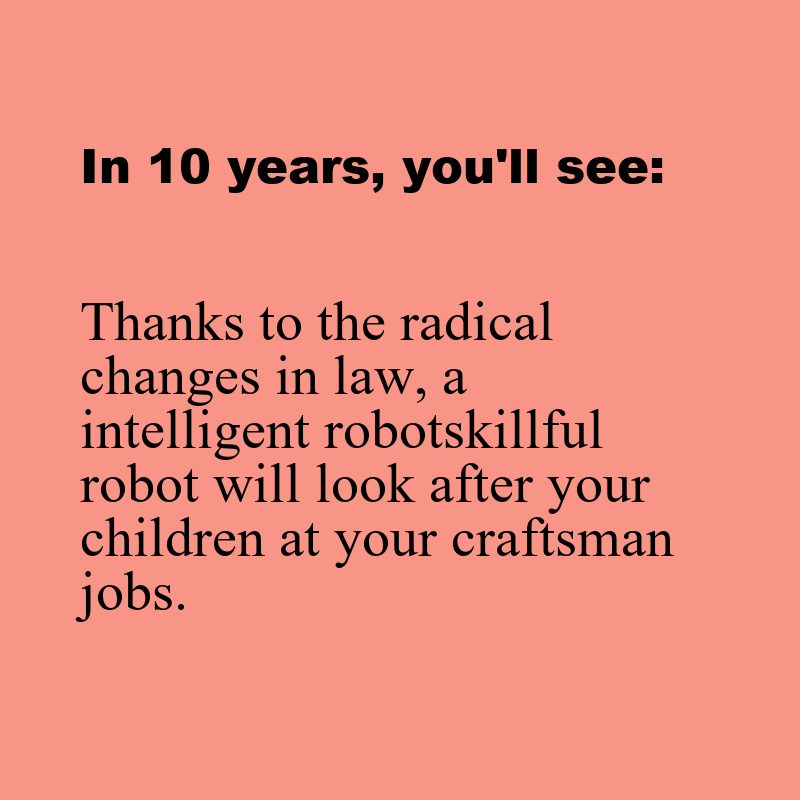 In 10 years, you'll see:
Thanks to the radical
changes in law, a
intelligent robotskillful
robot will look after your
children at your craftsman
jobs.